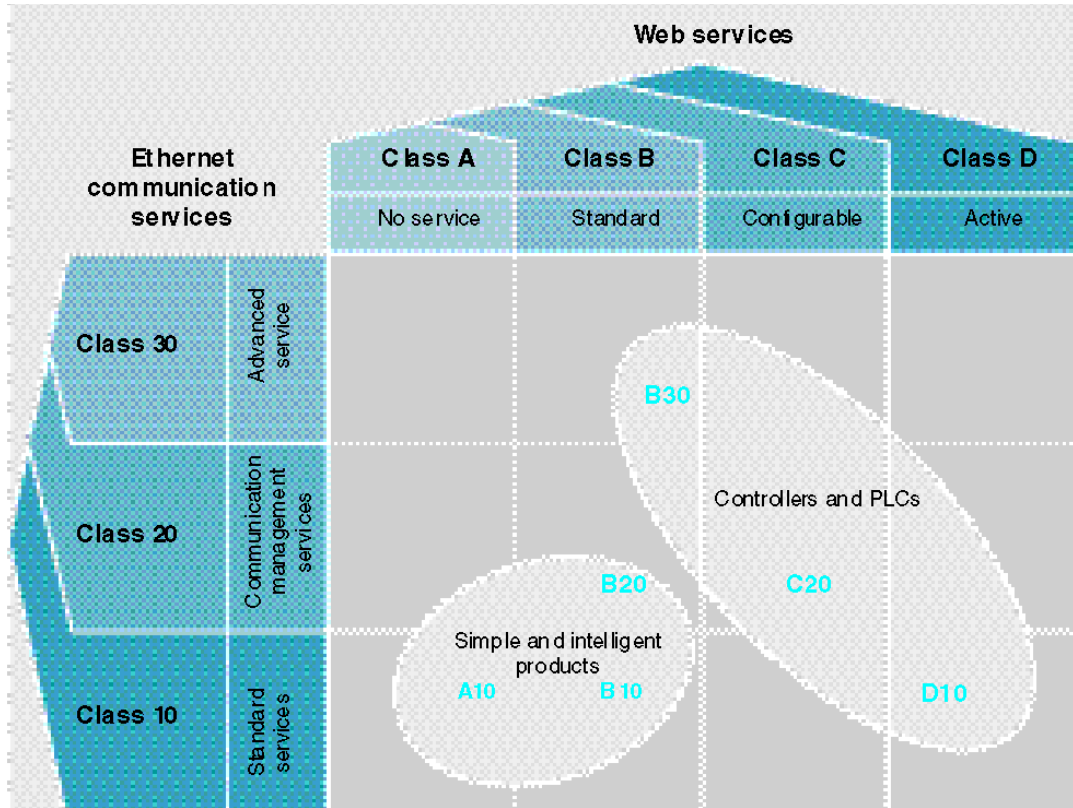 Web services
Ethernet
communication
services
Class A
Class B
Class C
Class D
No service
Standard
Configurable
Active
Class 30
Advanced
service
B30
Class 20
Communication
management
services
Controllers and PLCs
B20
C20
Class 10
Standard
services
Simple and intelligent
products
A10
B10
D10